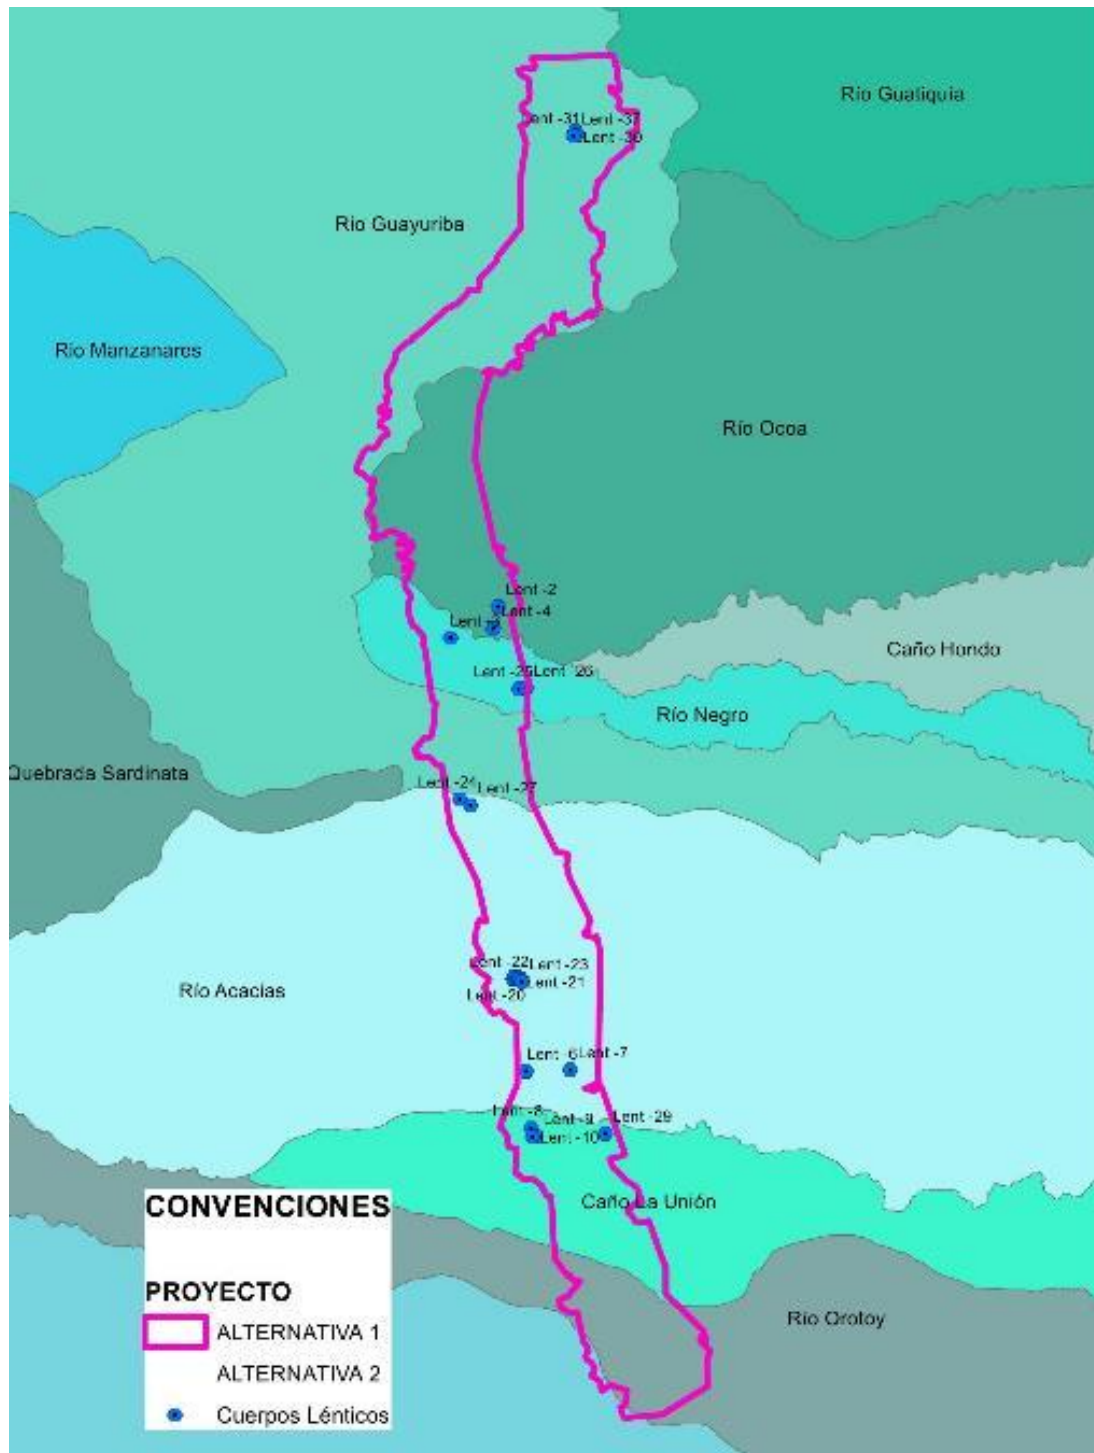 Río Guatiquía
Lent -31 Lent -37
Lent -30
Río Guayuriba
Río Manzanares
Río Ocoa
Lent -2
Lent -4
Caño Hondo
Lent -25 Lent -26
Río Negro
Quebrada Sardinata
Lent -24 Lent -27
Lent -22 Lent -23
Río Acacias
Lent -21
Lent -20
Lent -6 Lent -7
Lent -8
Lent -9 Lent -29
Lent -10
Caño La Unión
CONVENCIONES
PROYECTO
Río Orotoy
ALTERNATIVA 1
ALTERNATIVA 2
Cuerpos Lénticos